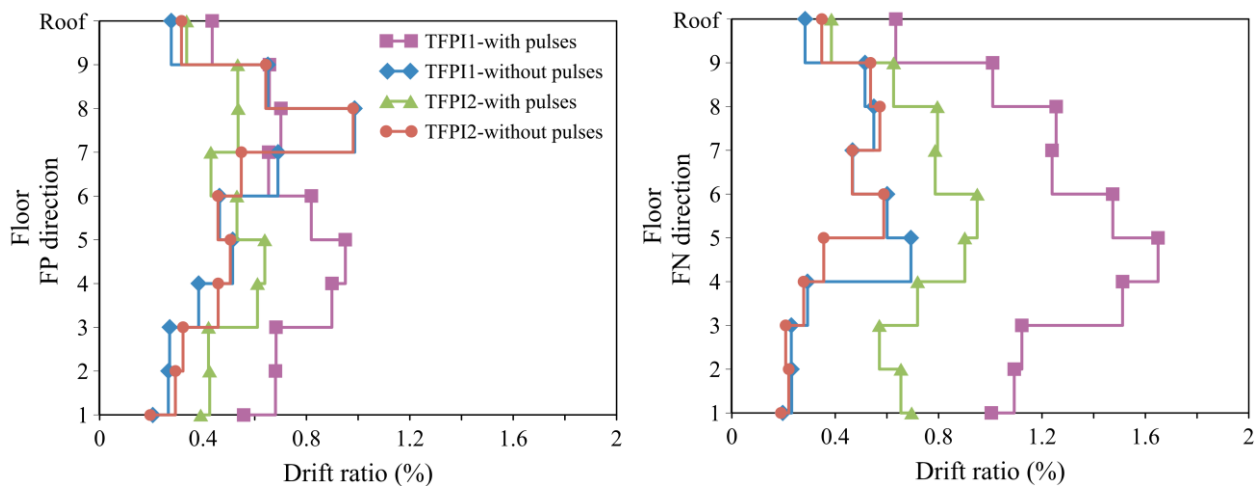 Roof
9
8
7
6
5
4
3
2
1
Floor
FP direction
TFPI1-with pulses
TFPI1-without pulses
TFPI2-with pulses
TFPI2-without pulses
0
0.4
0.8
1.2
1.6
2
Drift ratio (%)
Roof
9
8
7
6
5
4
3
2
1
Floor
FN direction
0
0.4
0.8
1.2
1.6
2
Drift ratio (%)